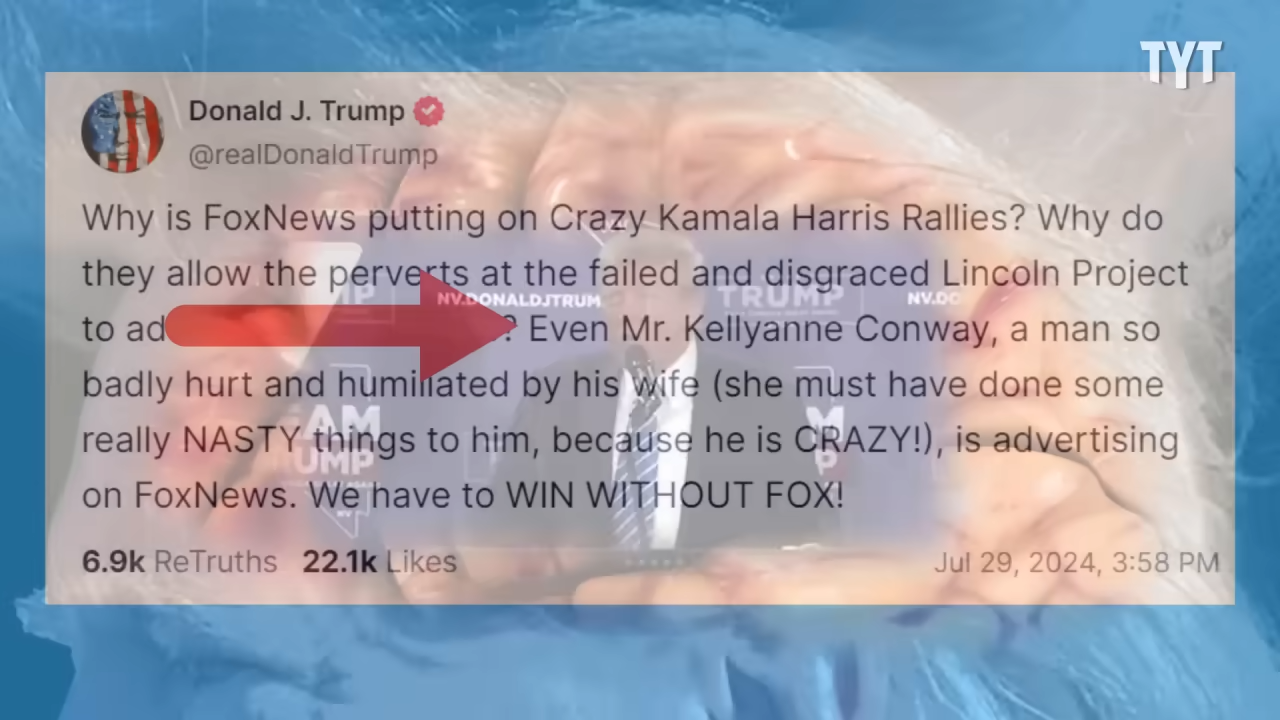 TYT
Donald J. Trump
@realDonaldTrump
Why is FoxNews putting on Crazy Kamala Harris Rallies? Why do
they allow the perverts at the failed and disgraced Lincoln Project
to ? Even Mr. Kellyanne Conway, a man so
badly hurt and humiliated by his wife (she must have done some
really NASTY things to him, because he is CRAZY!), is advertising
on FoxNews. We have to WIN WITHOUT FOX!
6.9k ReTruths 22.1k Likes
Jul 29, 2024, 3:58 PM
NV.DONALDJTRUM
TRUMP
NV.DO